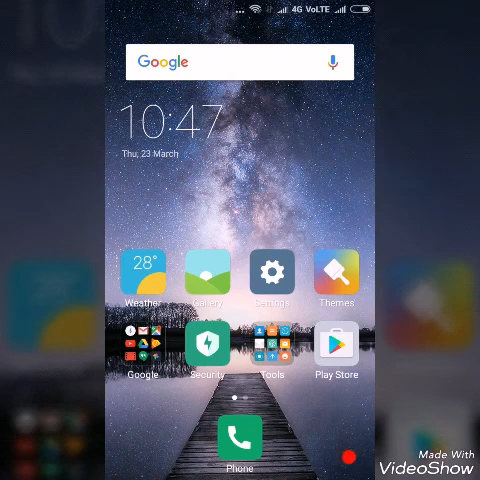 ... 4G VoLTE
Google
10:47
Thu, 23 March
28°
Weather
Gallery
Settings
Themes
Google
Security
Tools
Play Store
Phone
Made With
VideoShow